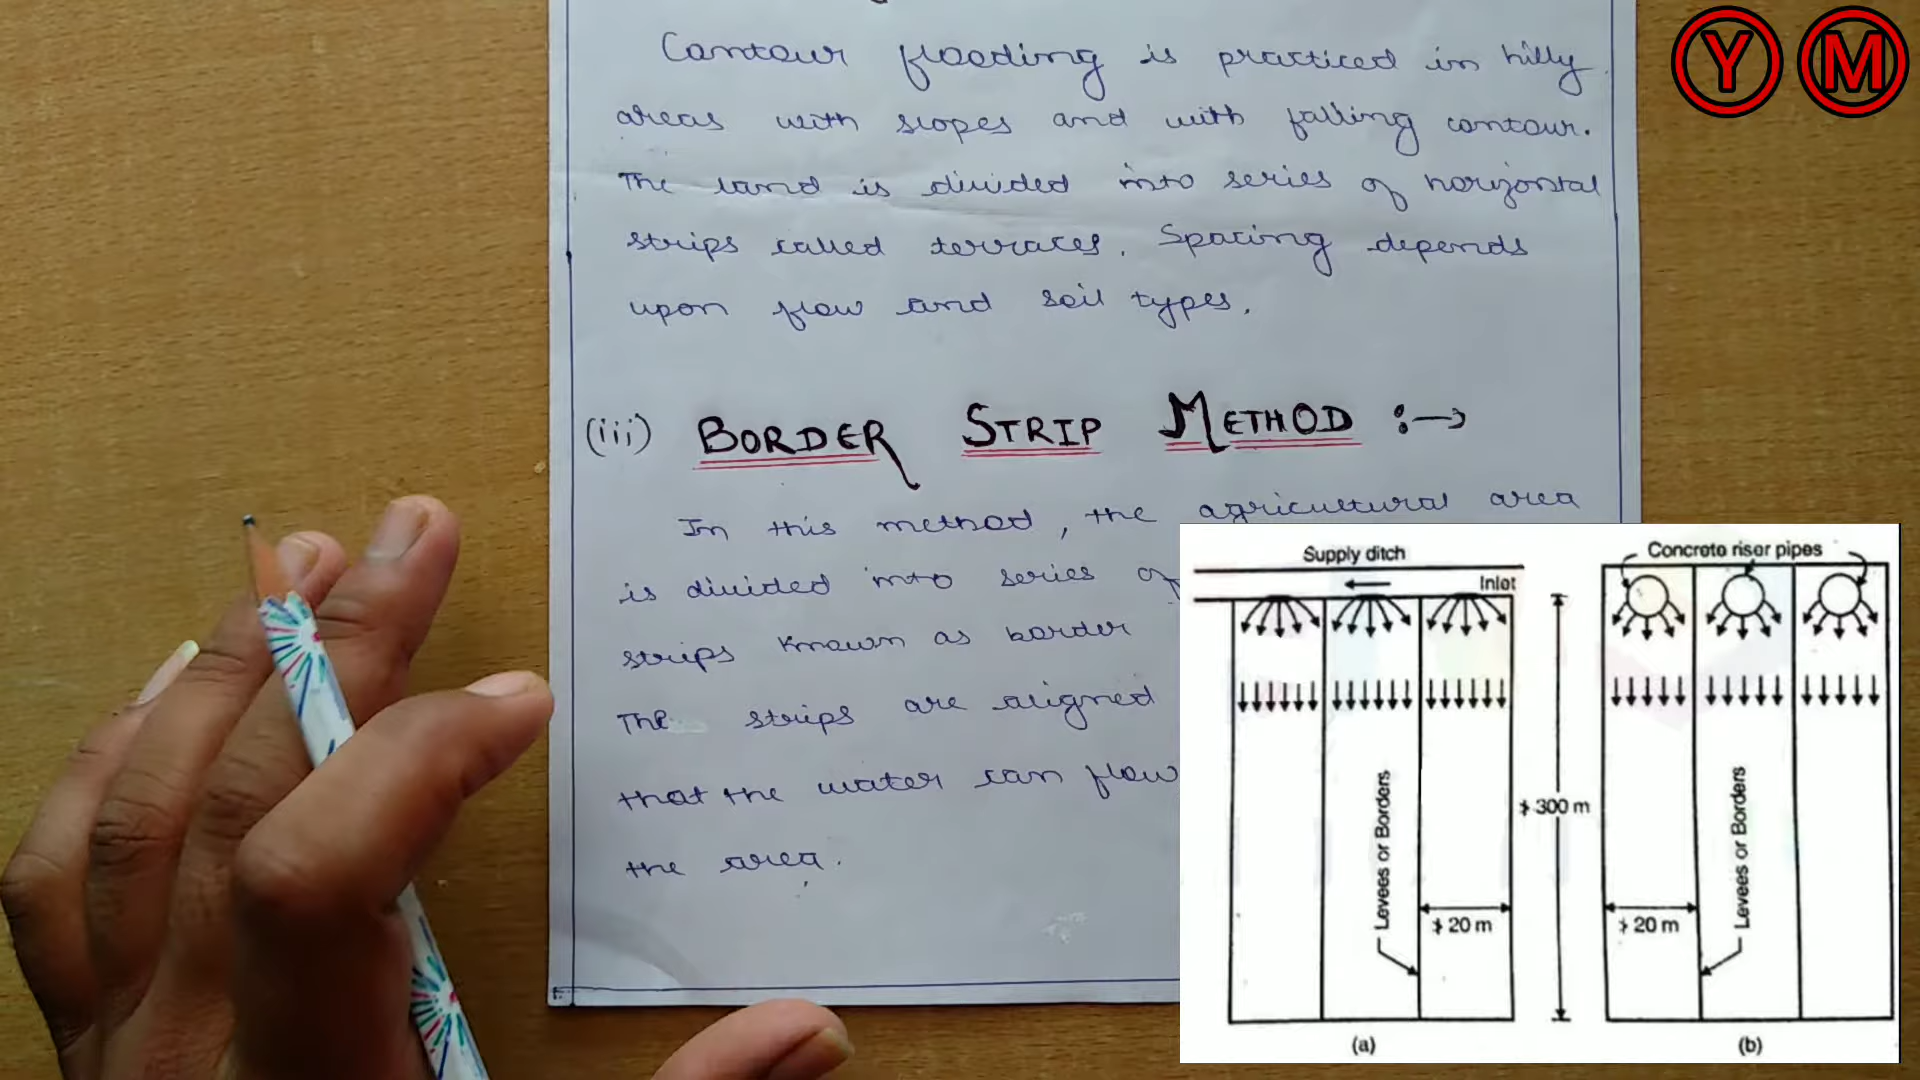 Contour flooding is practiced in hilly
areas with slopes and with falling contour.
The land is divided into series of horizontal
strips called terraces. Spacing depends
upon flow and soil types.
(iii) BORDER STRIP METHOD :→
In this method, the agricultural area
is divided into series of
strips known as border
The strips are aligned
that the water can flow
the area.
Y M
Supply ditch
Inlet
Levees or Borders
≯ 300 m
≯ 20 m
(a)
Concrete riser pipes
Levees or Borders
≯ 20 m
(b)